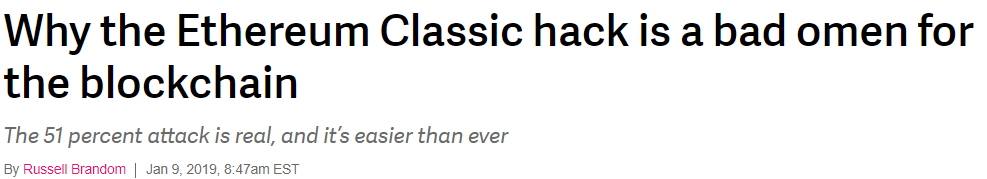 Why the Ethereum Classic hack is a bad omen for
the blockchain
The 51 percent attack is real, and it's easier than ever
By Russell Brandom | Jan 9, 2019, 8:47am EST